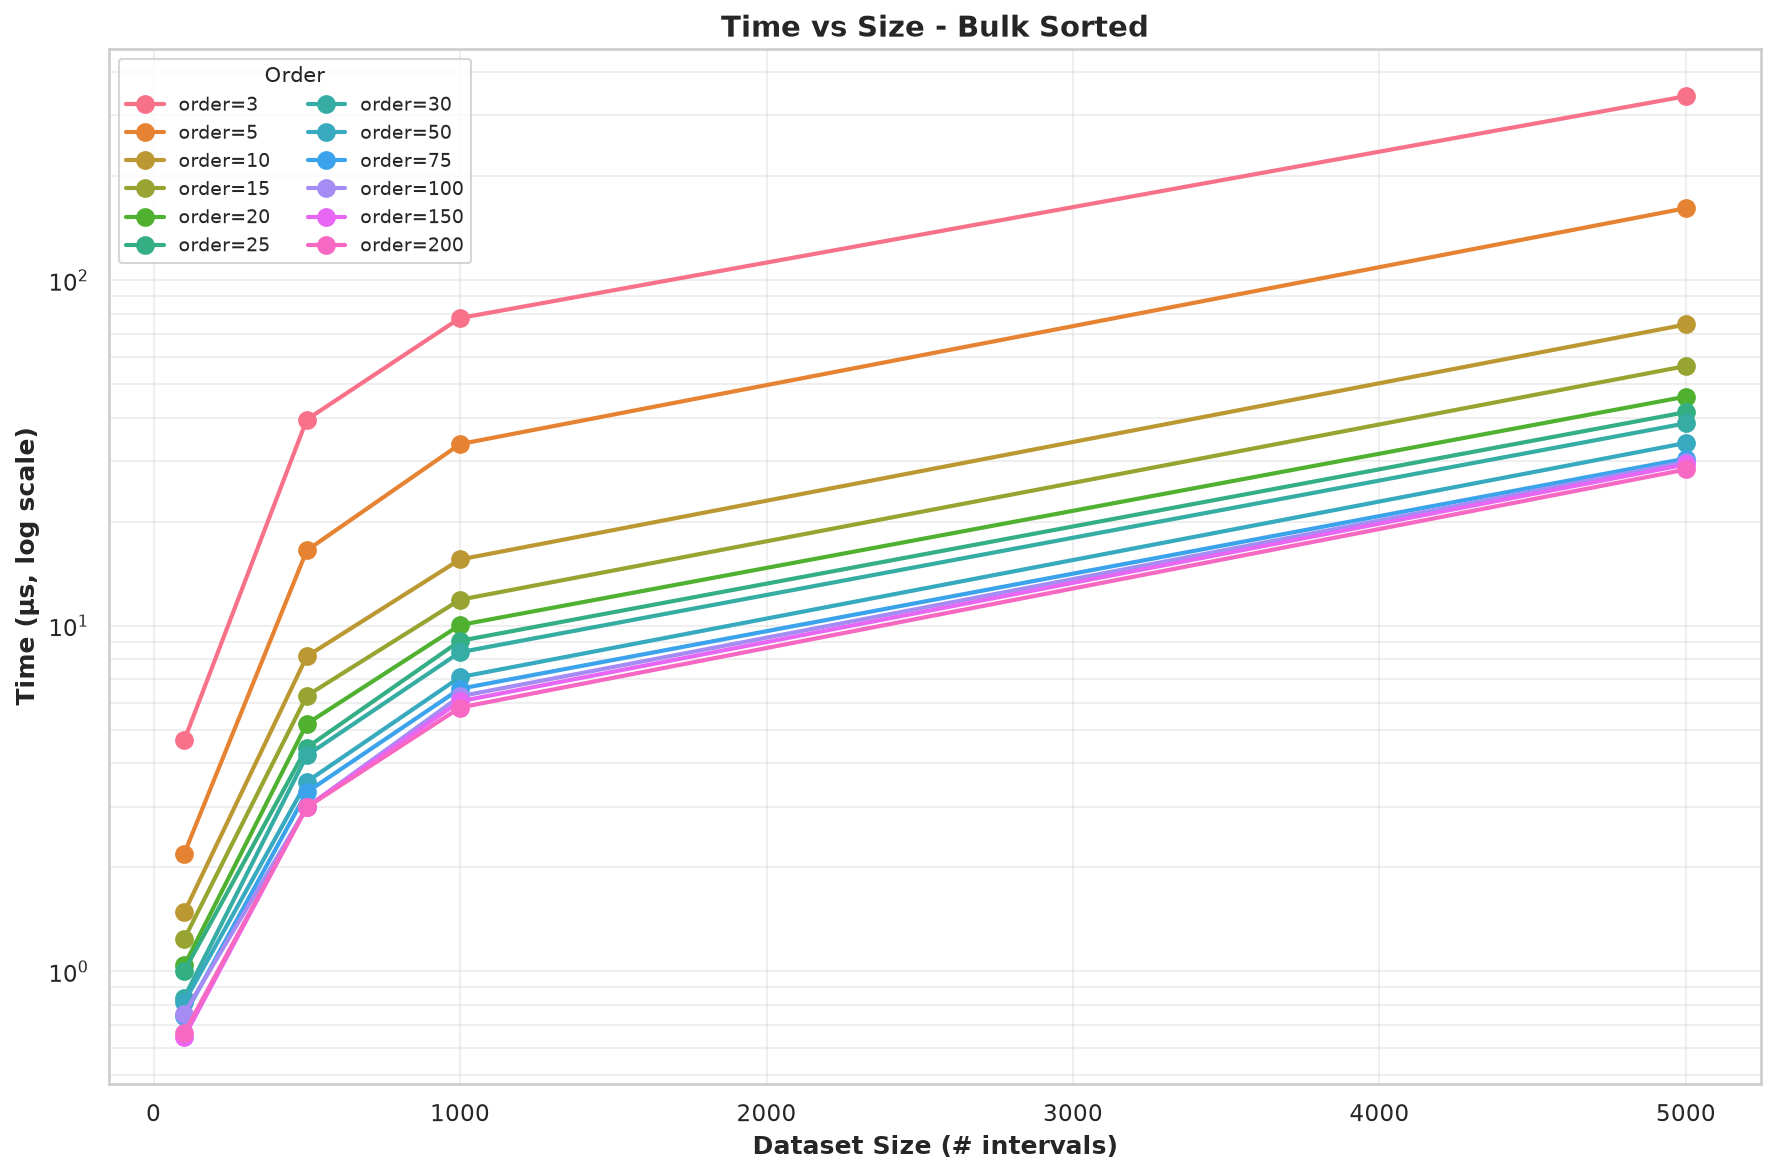 Time vs Size - Bulk Sorted
Order
order=3
order=5
order=10
order=15
order=20
order=25
order=30
order=50
order=75
order=100
order=150
order=200
Time (µs, log scale)
10²
10¹
10⁰
0 1000 2000 3000 4000 5000
Dataset Size (# intervals)